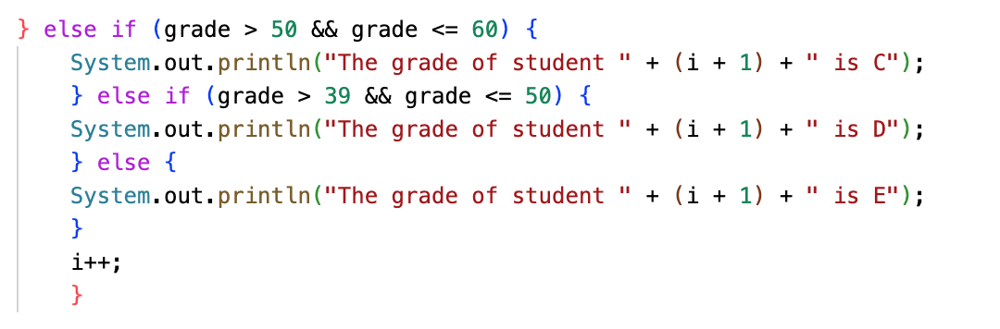 } else if (grade > 50 && grade <= 60) {
System.out.println("The grade of student " + (i + 1) + " is C");
} else if (grade > 39 && grade <= 50) {
System.out.println("The grade of student " + (i + 1) + " is D");
} else {
System.out.println("The grade of student " + (i + 1) + " is E");
}
i++;
}